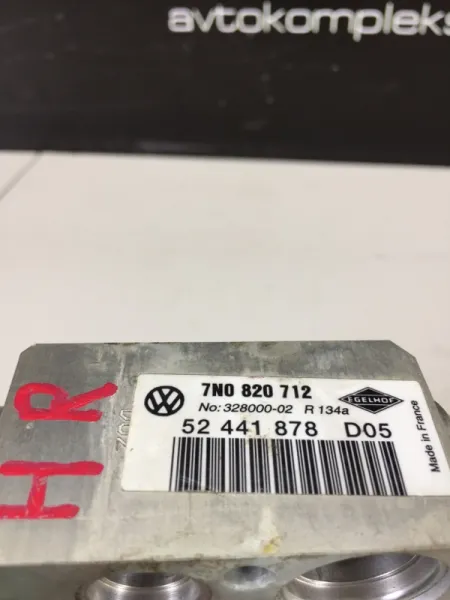 avtokompleks
HR
7N0 820 712
No: 328000-02 R 134a
EGELHOF
52 441 878 D05
Made in France